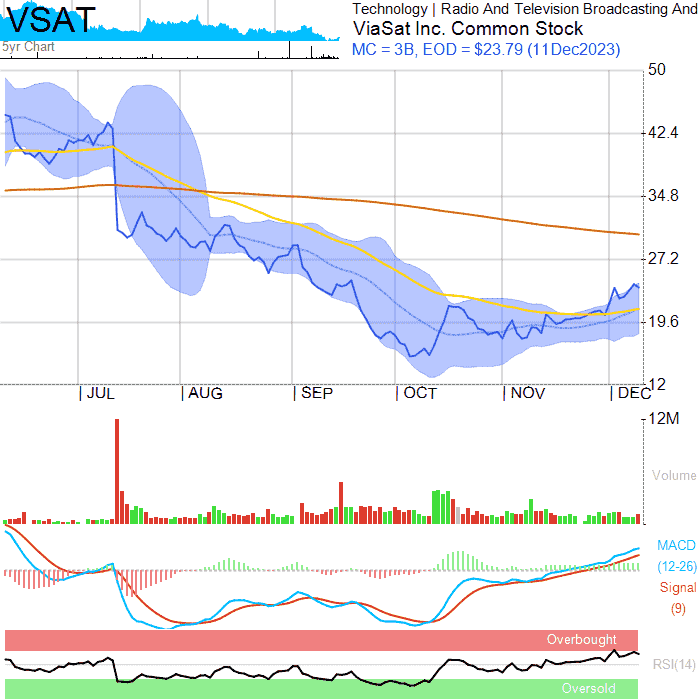 VSAT
5yr Chart
Technology | Radio And Television Broadcasting And
ViaSat Inc. Common Stock
MC = 3B, EOD = $23.79 (11Dec2023)
50
42.4
34.8
27.2
19.6
12
| JUL | AUG | SEP | OCT | NOV | DEC
12M
Volume
MACD
(12-26)
Signal
(9)
Overbought
RSI(14)
Oversold